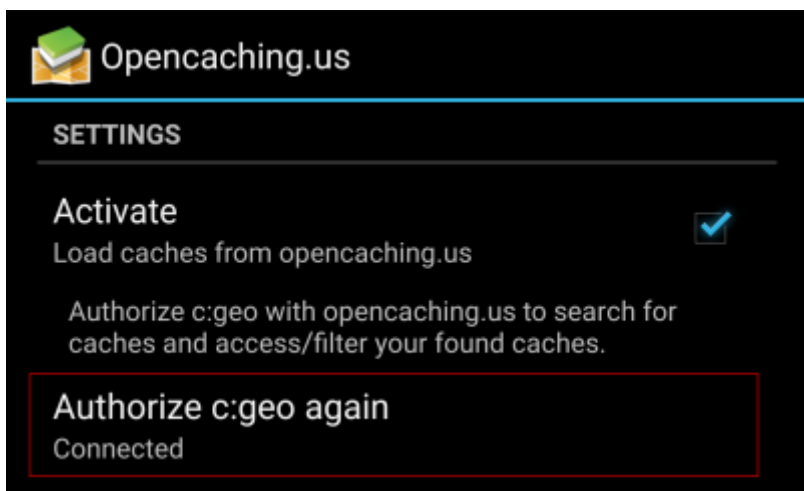 Opencaching.us
SETTINGS
Activate
Load caches from opencaching.us
Authorize c:geo with opencaching.us to search for
caches and access/filter your found caches.
Authorize c:geo again
Connected